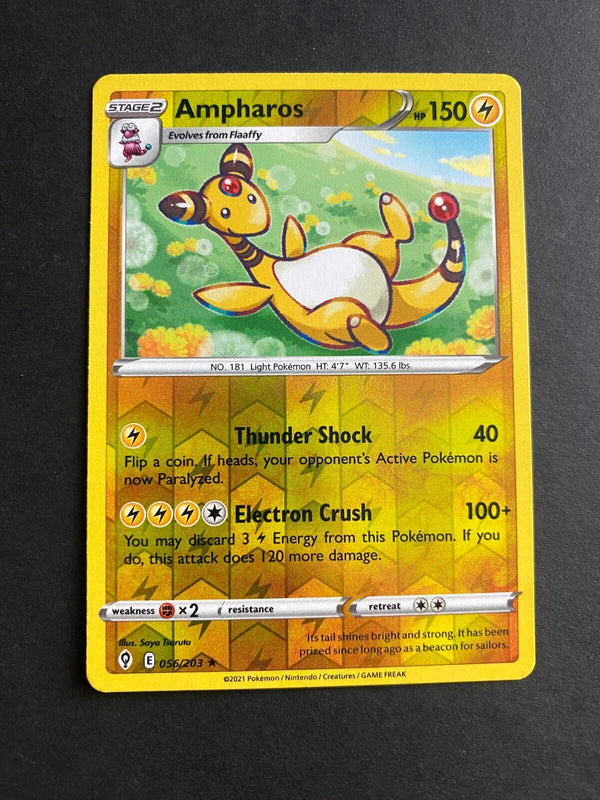 STAGE2 Ampharos HP 150
Evolves from Flaaffy
NO. 181 Light Pokémon HT: 4'7" WT: 135.6 lbs.
Thunder Shock 40
Flip a coin. If heads, your opponent's Active Pokémon is
now Paralyzed.
Electron Crush 100+
You may discard 3 Energy from this Pokémon. If you
do, this attack does 120 more damage.
weakness ×2 resistance retreat
Illus. Saya Tsuruta
Its tail shines bright and strong. It has been
prized since long ago as a beacon for sailors.
E 056/203 ★
©2021 Pokémon / Nintendo / Creatures / GAME FREAK